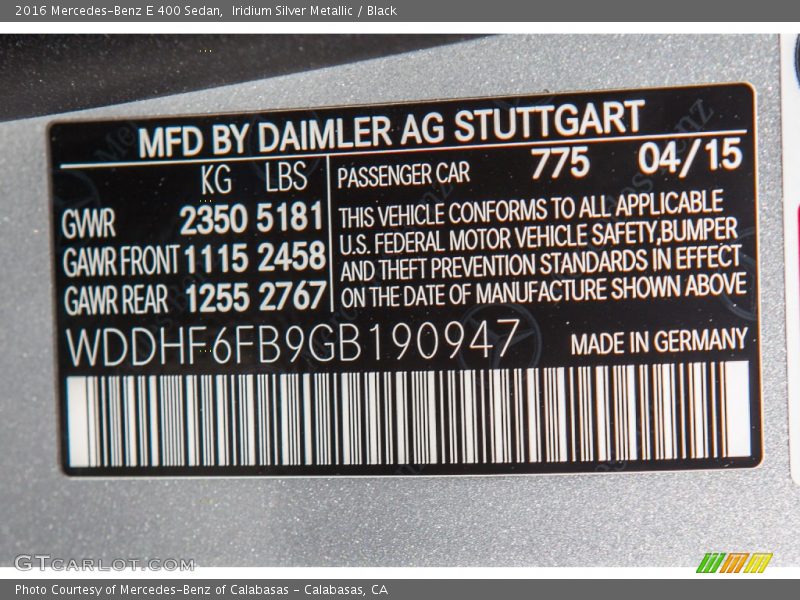 2016 Mercedes-Benz E 400 Sedan, Iridium Silver Metallic / Black
MFD BY DAIMLER AG STUTTGART
KG LBS
GWR 2350 5181
GAWR FRONT 1115 2458
GAWR REAR 1255 2767
PASSENGER CAR 775 04/15
THIS VEHICLE CONFORMS TO ALL APPLICABLE
U.S. FEDERAL MOTOR VEHICLE SAFETY,BUMPER
AND THEFT PREVENTION STANDARDS IN EFFECT
ON THE DATE OF MANUFACTURE SHOWN ABOVE
WDDHF6FB9GB190947 MADE IN GERMANY
GTcarlot.com
Photo Courtesy of Mercedes-Benz of Calabasas - Calabasas, CA